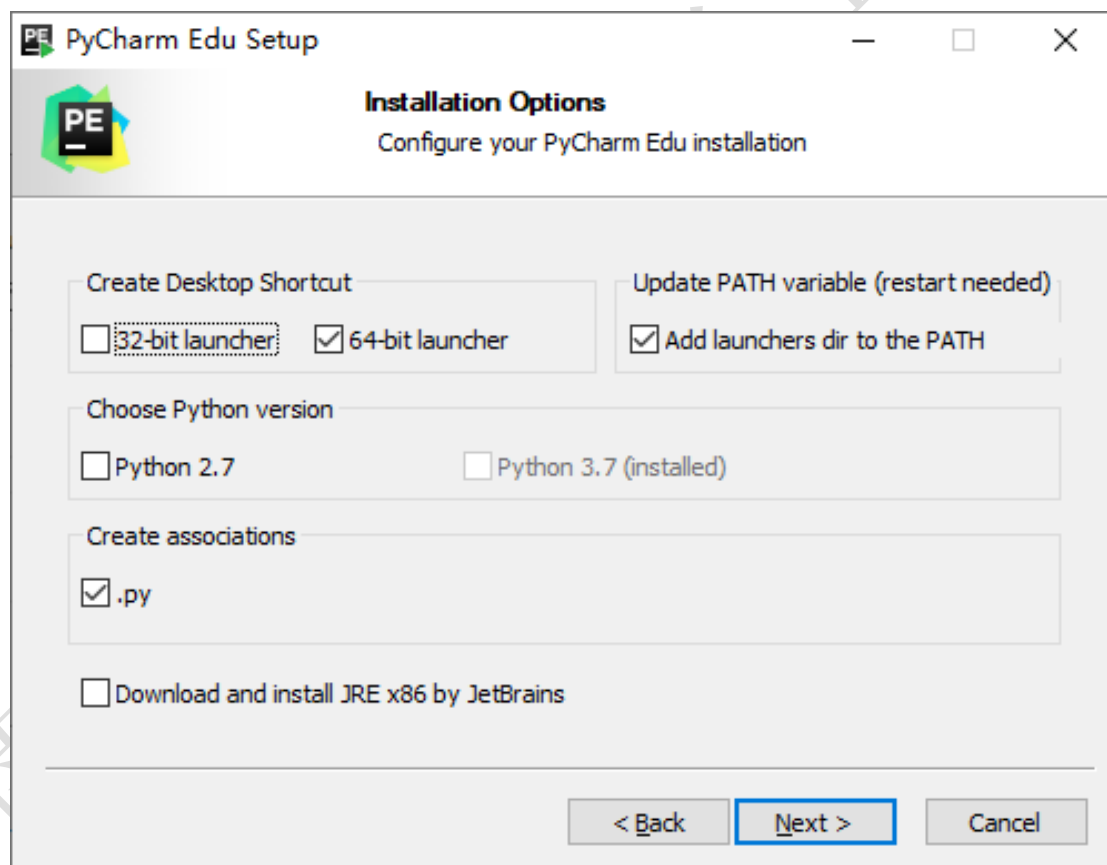 PyCharm Edu Setup
PE
Installation Options
Configure your PyCharm Edu installation
Create Desktop Shortcut
Update PATH variable (restart needed)
32-bit launcher 64-bit launcher
Add launchers dir to the PATH
Choose Python version
Python 2.7 Python 3.7 (installed)
Create associations
.py
Download and install JRE x86 by JetBrains
< Back Next > Cancel